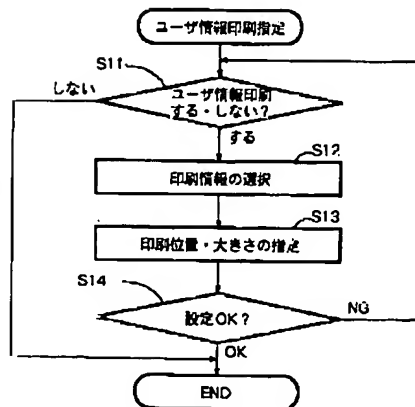 ユーザ情報印刷指定
S11
しない
ユーザ情報印刷
する・しない?
する
S12
印刷情報の選択
S13
印刷位置・大きさの指定
S14
設定OK?
NG
OK
END